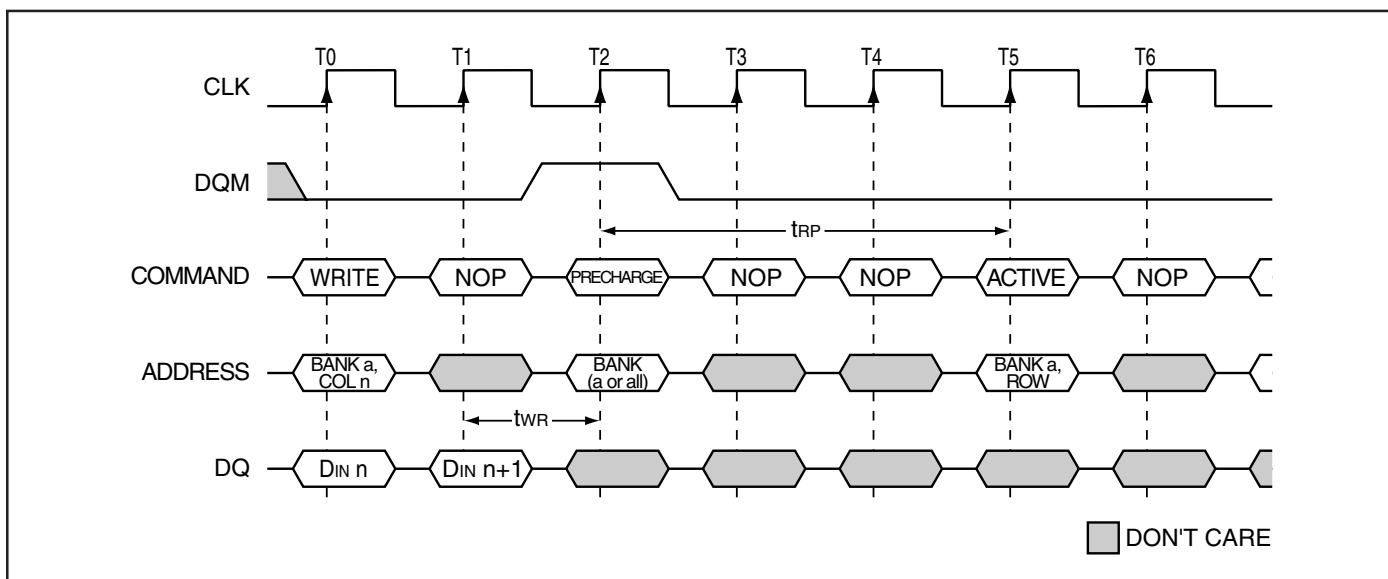 T0 T1 T2 T3 T4 T5 T6
CLK
DQM
tRP
COMMAND WRITE NOP PRECHARGE NOP NOP ACTIVE NOP
ADDRESS BANK a, BANK BANK a,
COL n (a or all) ROW
tWR
DQ DIN n DIN n+1
DON'T CARE